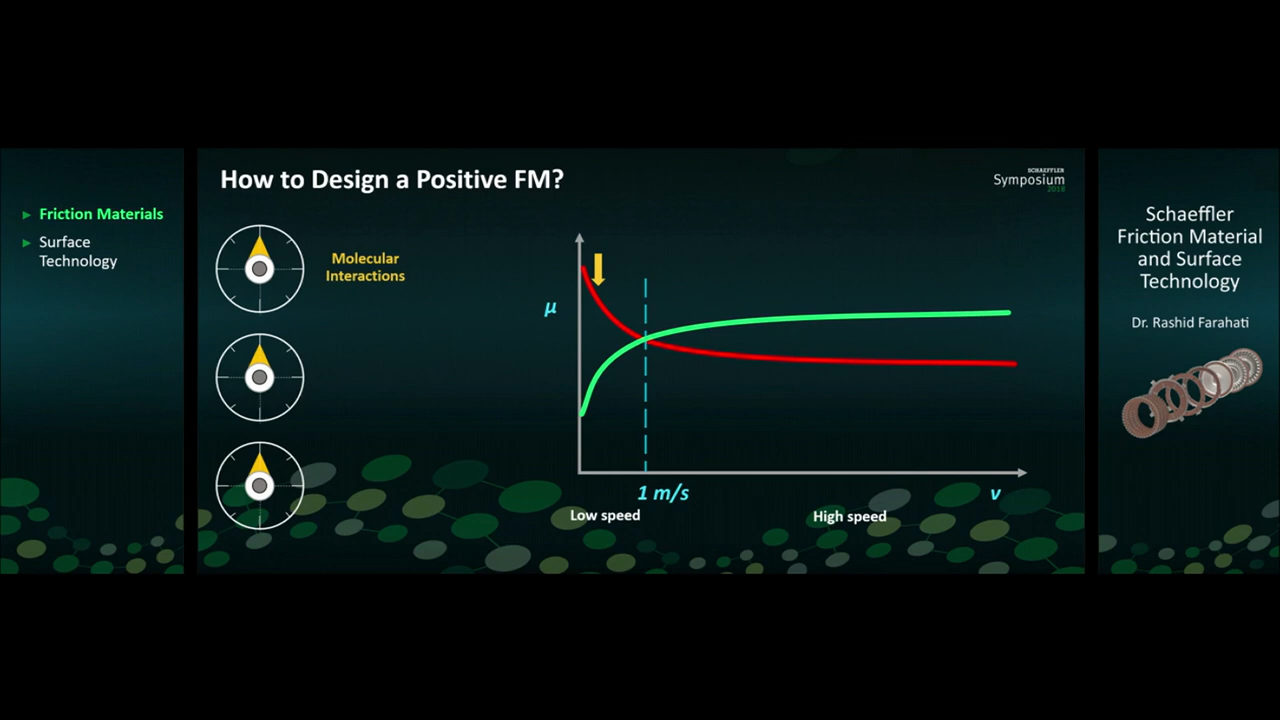 Friction Materials
Surface
Technology
How to Design a Positive FM?
SCHAEFFLER
Symposium
2018
Molecular
Interactions
μ
1 m/s
v
Low speed
High speed
Schaeffler
Friction Material
and Surface
Technology
Dr. Rashid Farahati